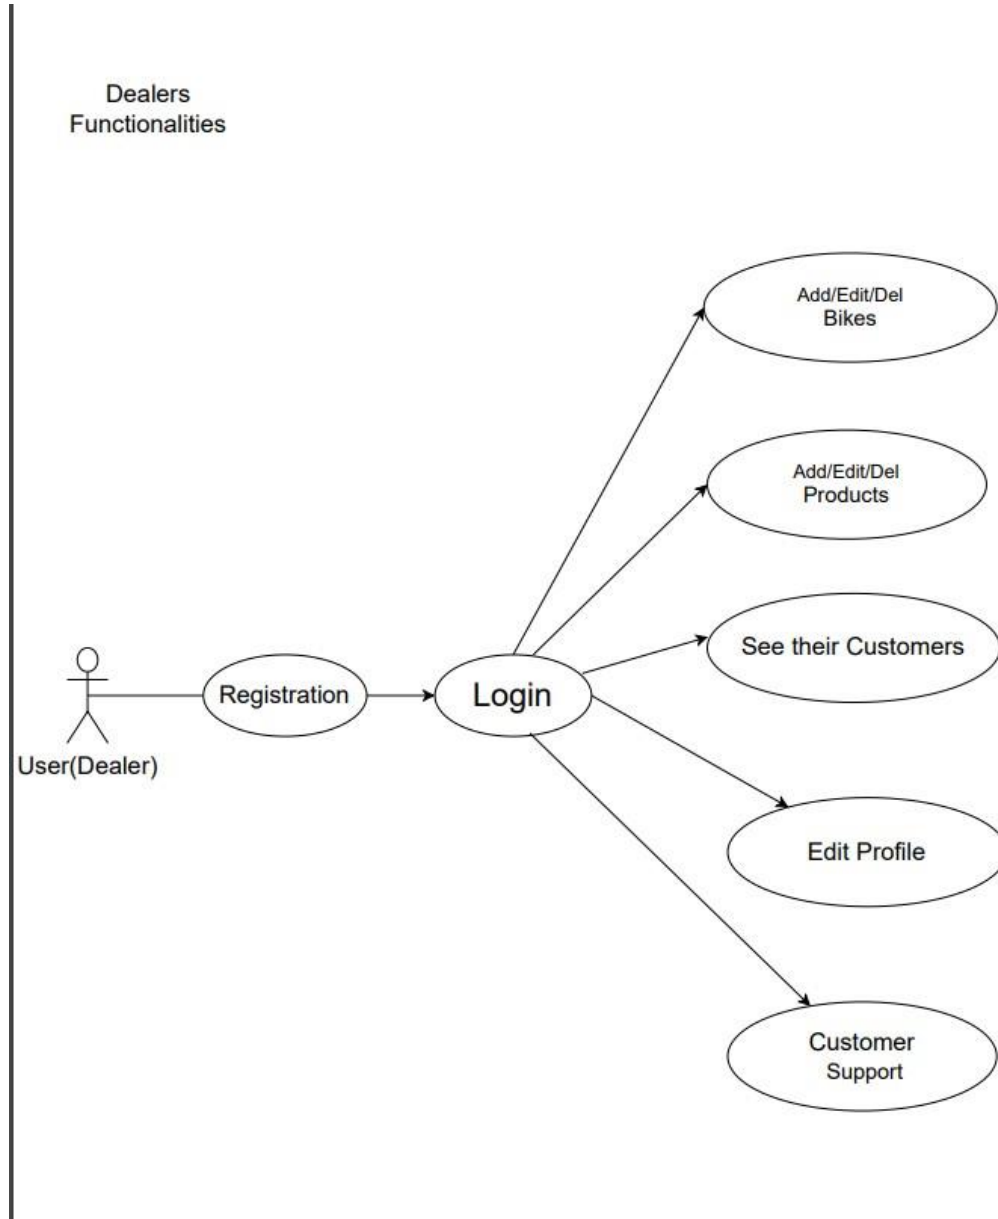 Dealers
Functionalities
Add/Edit/Del
Bikes
Add/Edit/Del
Products
See their Customers
Registration
Login
User(Dealer)
Edit Profile
Customer
Support